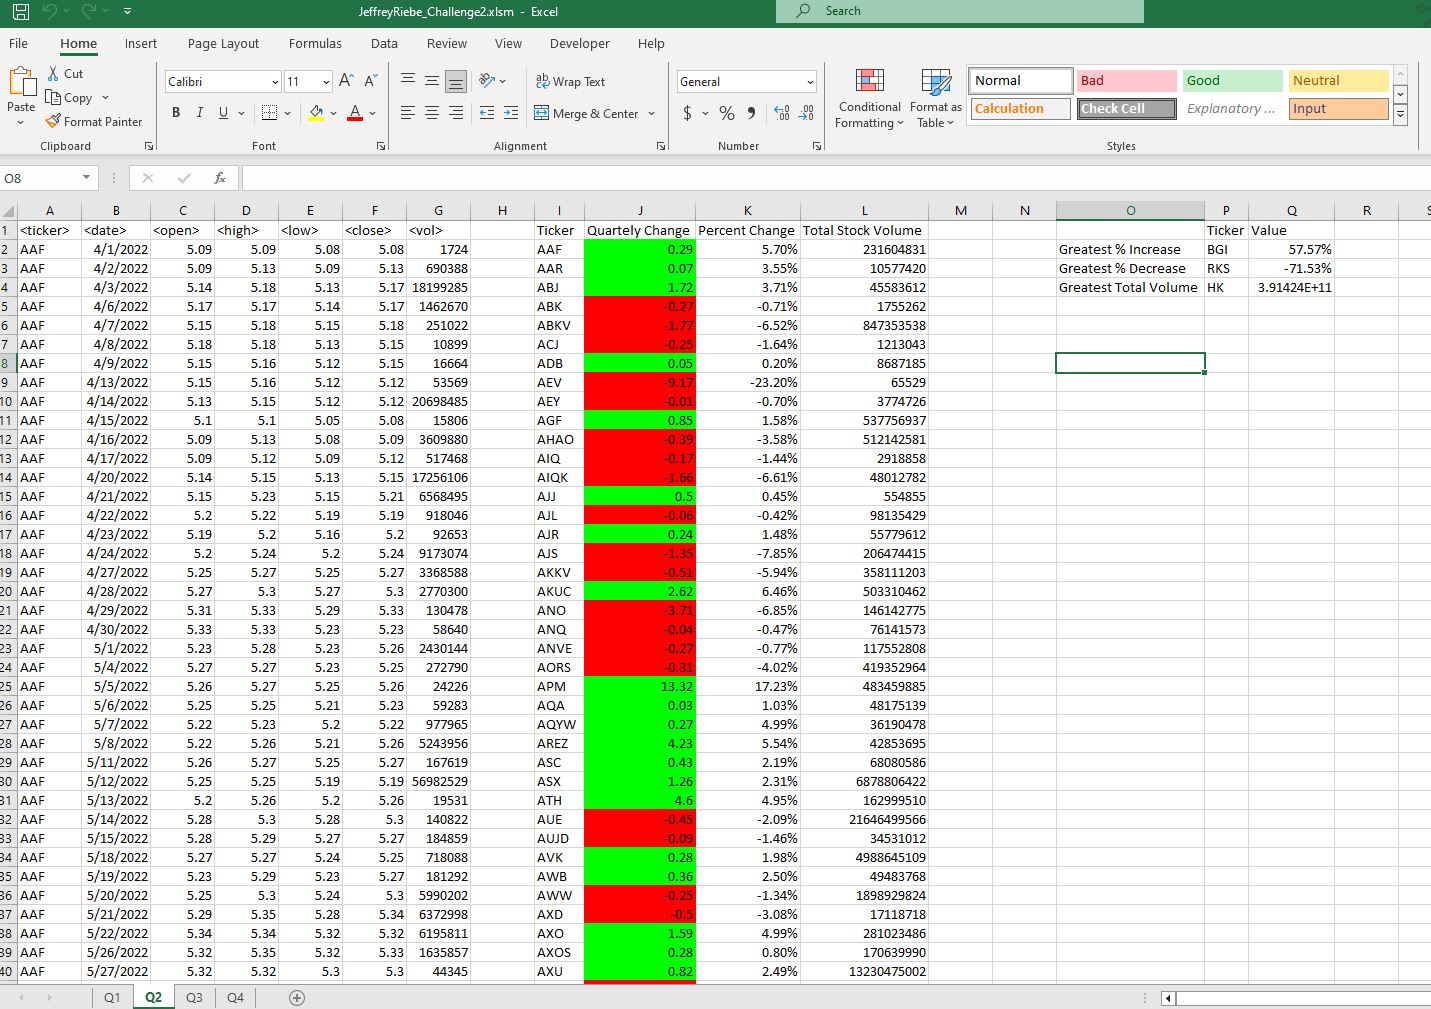 JeffreyRiebe_Challenge2.xlsm - Excel
Search
File Home Insert Page Layout Formulas Data Review View Developer Help
Paste
Cut
Copy
Format Painter
Clipboard
Calibri 11
B I U
Font
Wrap Text
Merge & Center
Alignment
General
$ % ,
Number
Conditional Formatting
Format as Table
Normal Bad Good Neutral
Calculation Check Cell Explanatory ... Input
Styles
O8 fx
A B C D E F G H I J K L M N O P Q R
1 <ticker> <date> <open> <high> <low> <close> <vol> Ticker Quartely Change Percent Change Total Stock Volume Ticker Value
2 AAF 4/1/2022 5.09 5.09 5.08 5.08 1724 AAF 0.29 5.70% 231604831 Greatest % Increase BGI 57.57%
3 AAF 4/2/2022 5.09 5.13 5.09 5.13 690388 AAR 0.07 3.55% 10577420 Greatest % Decrease RKS -71.53%
4 AAF 4/3/2022 5.14 5.18 5.13 5.17 18199285 ABJ 1.72 3.71% 45583612 Greatest Total Volume HK 3.91424E+11
5 AAF 4/6/2022 5.17 5.17 5.14 5.17 1462670 ABK -0.27 -0.71% 1755262
6 AAF 4/7/2022 5.15 5.18 5.15 5.18 251022 ABKV -1.77 -6.52% 847353538
7 AAF 4/8/2022 5.18 5.18 5.13 5.15 10899 ACJ -0.25 -1.64% 1213043
8 AAF 4/9/2022 5.15 5.16 5.12 5.15 16664 ADB 0.05 0.20% 8687185
9 AAF 4/13/2022 5.15 5.16 5.12 5.12 53569 AEV -9.17 -23.20% 65529
10 AAF 4/14/2022 5.13 5.15 5.12 5.12 20698485 AEY -0.01 -0.70% 3774726
11 AAF 4/15/2022 5.1 5.1 5.05 5.08 15806 AGF 0.85 1.58% 537756937
12 AAF 4/16/2022 5.09 5.13 5.08 5.09 3609880 AHAO -0.39 -3.58% 512142581
13 AAF 4/17/2022 5.09 5.12 5.09 5.12 517468 AIQ -0.17 -1.44% 2918858
14 AAF 4/20/2022 5.14 5.15 5.13 5.15 17256106 AIQK -1.66 -6.61% 48012782
15 AAF 4/21/2022 5.15 5.23 5.15 5.21 6568495 AJJ 0.5 0.45% 554855
16 AAF 4/22/2022 5.2 5.22 5.19 5.19 918046 AJL -0.06 -0.42% 98135429
17 AAF 4/23/2022 5.19 5.2 5.16 5.2 92653 AJR 0.24 1.48% 55779612
18 AAF 4/24/2022 5.2 5.24 5.2 5.24 9173074 AJS -1.35 -7.85% 206474415
19 AAF 4/27/2022 5.25 5.27 5.25 5.27 3368588 AKKV -0.51 -5.94% 358111203
20 AAF 4/28/2022 5.27 5.3 5.27 5.3 2770300 AKUC 2.62 6.46% 503310462
21 AAF 4/29/2022 5.31 5.33 5.29 5.33 130478 ANO -3.71 -6.85% 146142775
22 AAF 4/30/2022 5.33 5.33 5.23 5.23 58640 ANQ -0.04 -0.47% 76141573
23 AAF 5/1/2022 5.23 5.28 5.23 5.26 2430144 ANVE -0.27 -0.77% 117552808
24 AAF 5/4/2022 5.27 5.27 5.23 5.25 272790 AORS -0.31 -4.02% 419352964
25 AAF 5/5/2022 5.26 5.27 5.25 5.26 24226 APM 13.32 17.23% 483459885
26 AAF 5/6/2022 5.25 5.25 5.21 5.23 59283 AQA 0.03 1.03% 48175139
27 AAF 5/7/2022 5.22 5.23 5.2 5.22 977965 AQYW 0.27 4.99% 36190478
28 AAF 5/8/2022 5.22 5.26 5.21 5.26 5243956 AREZ 4.23 5.54% 42853695
29 AAF 5/11/2022 5.26 5.27 5.25 5.27 167619 ASC 0.43 2.19% 68080586
30 AAF 5/12/2022 5.25 5.25 5.19 5.19 56982529 ASX 1.26 2.31% 6878806422
31 AAF 5/13/2022 5.2 5.26 5.2 5.26 19531 ATH 4.6 4.95% 162999510
32 AAF 5/14/2022 5.28 5.3 5.28 5.3 140822 AUE -0.45 -2.09% 21646499566
33 AAF 5/15/2022 5.28 5.29 5.27 5.27 184859 AUJD -0.09 -1.46% 34531012
34 AAF 5/18/2022 5.27 5.27 5.24 5.25 718088 AVK 0.28 1.98% 4988645109
35 AAF 5/19/2022 5.23 5.29 5.23 5.27 181292 AWB 0.36 2.50% 49483768
36 AAF 5/20/2022 5.25 5.3 5.24 5.3 5990202 AWW -0.25 -1.34% 1898929824
37 AAF 5/21/2022 5.29 5.35 5.28 5.34 6372998 AXD -0.5 -3.08% 17118718
38 AAF 5/22/2022 5.34 5.34 5.32 5.32 6195811 AXO 1.59 4.99% 281023486
39 AAF 5/26/2022 5.32 5.35 5.32 5.33 1635857 AXOS 0.28 0.80% 170639990
40 AAF 5/27/2022 5.32 5.32 5.3 5.3 44345 AXU 0.82 2.49% 13230475002
Q1 Q2 Q3 Q4